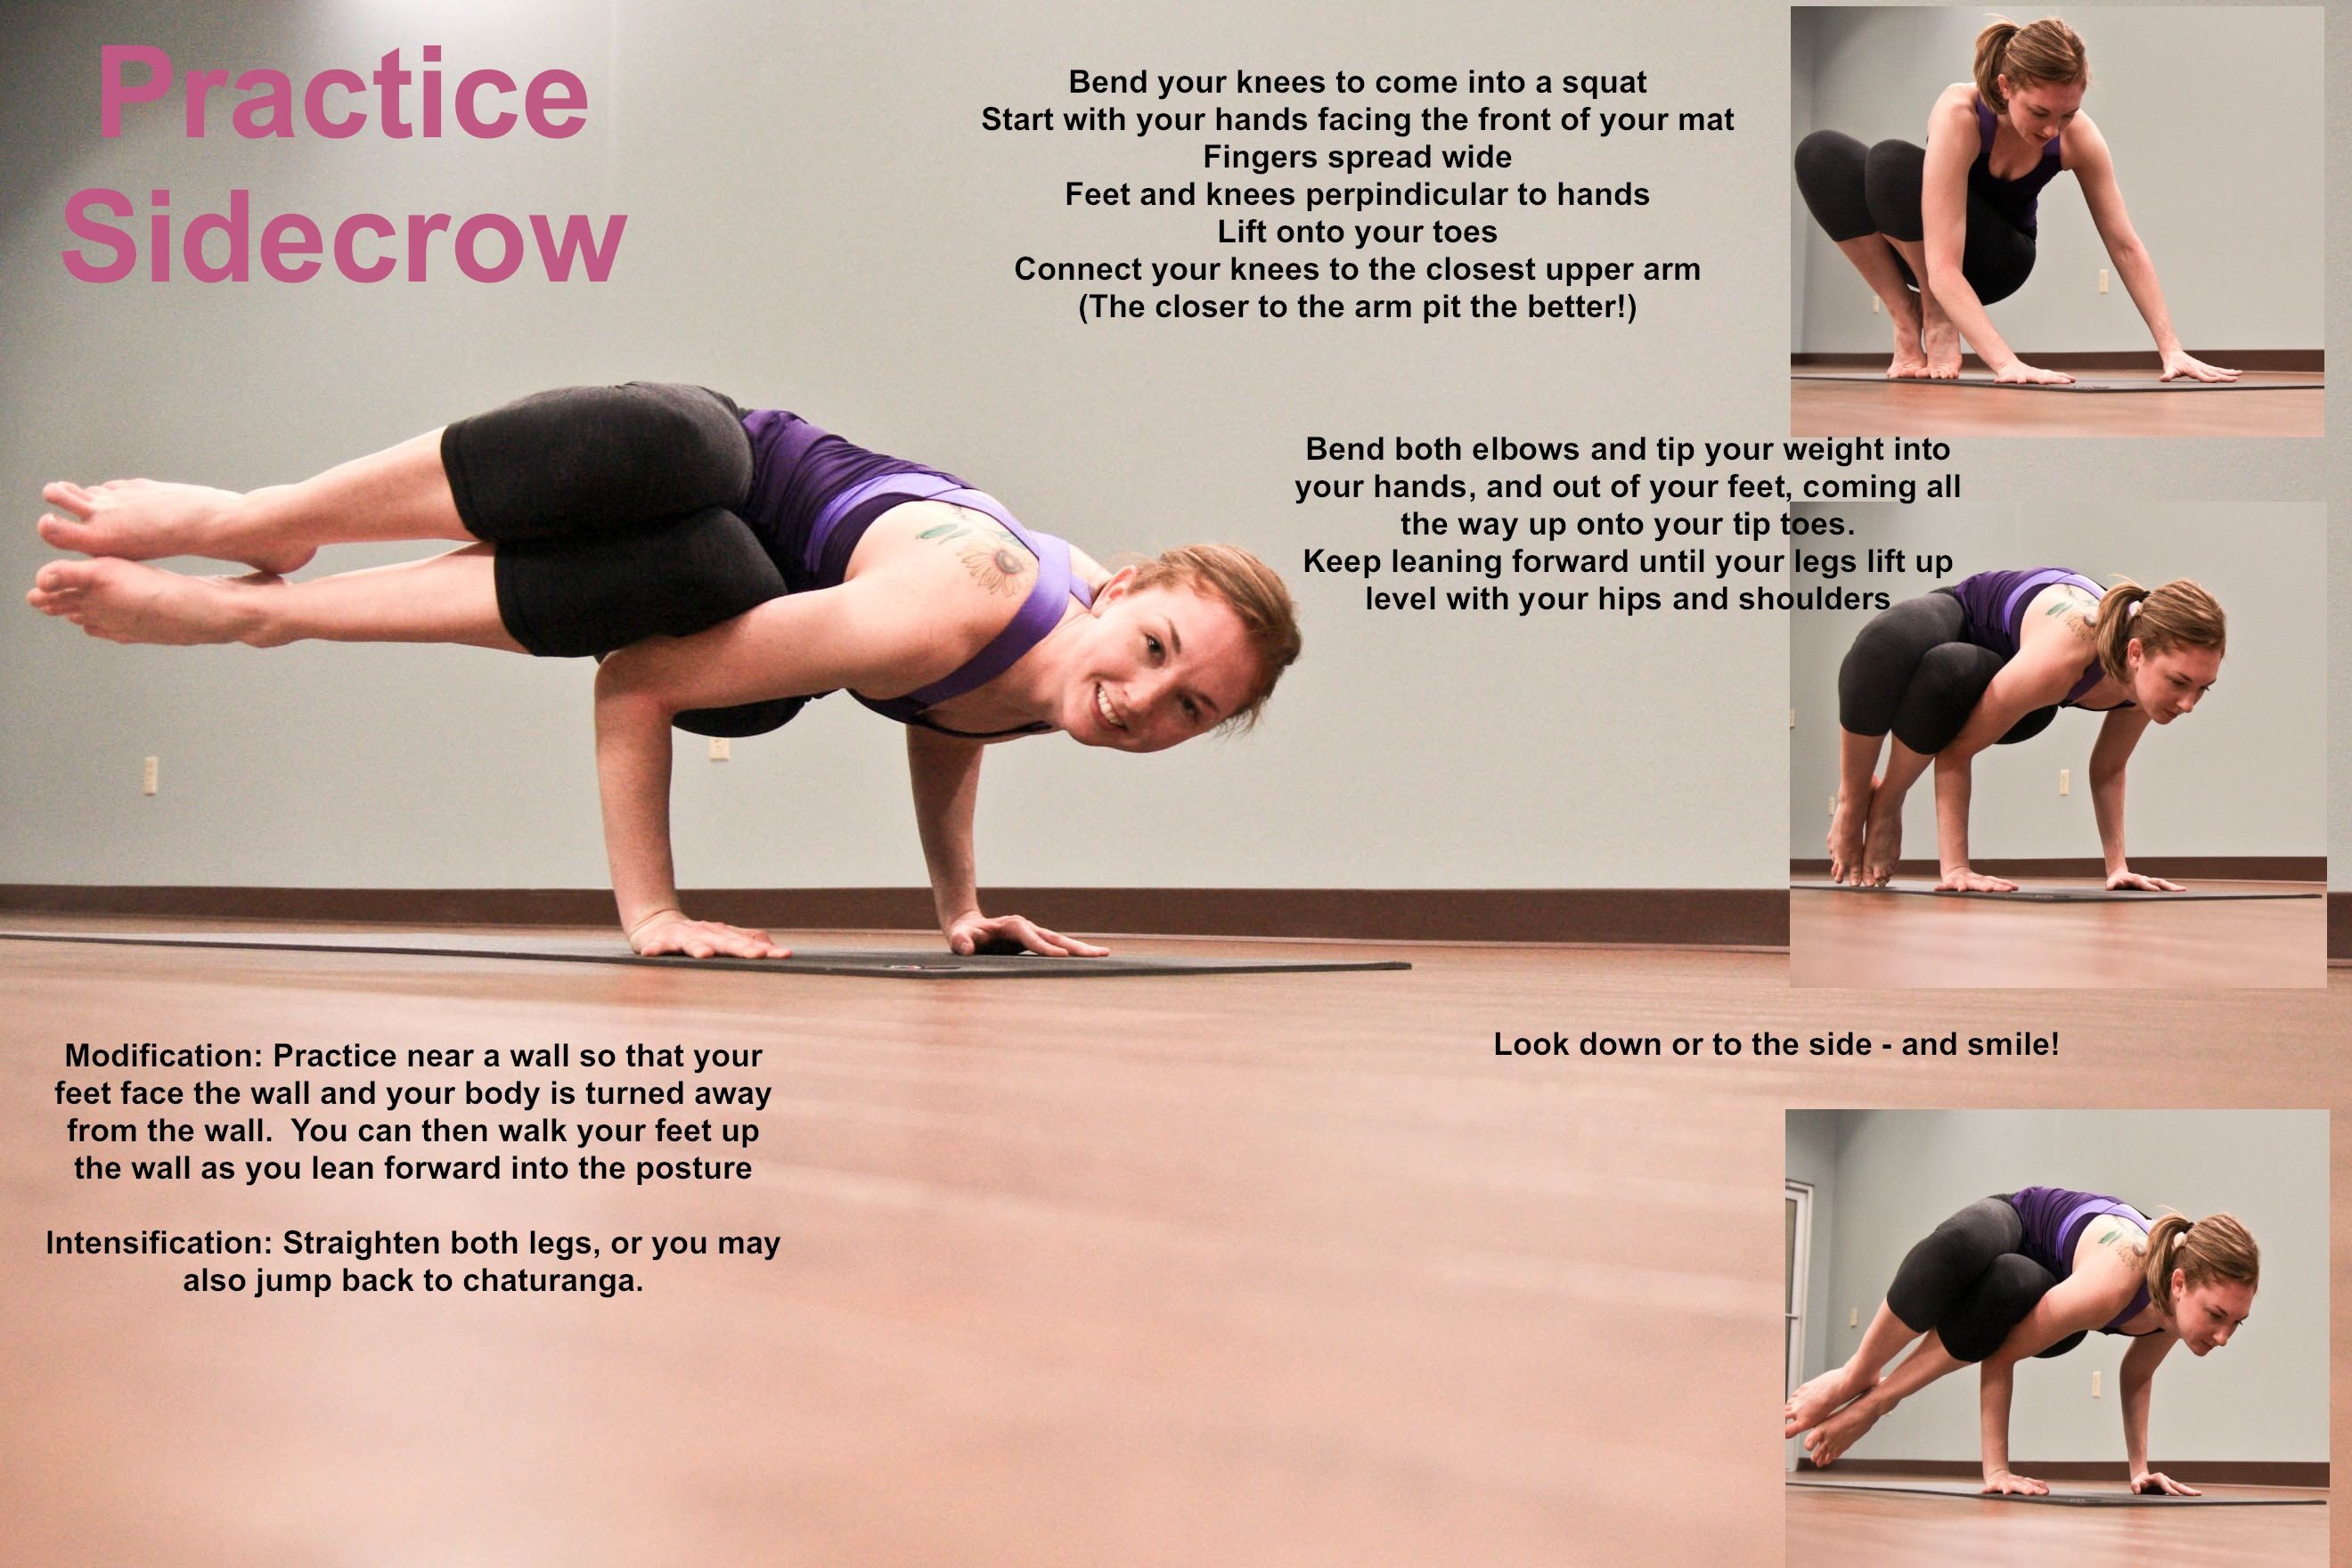 Practice
Sidecrow
Bend your knees to come into a squat
Start with your hands facing the front of your mat
Fingers spread wide
Feet and knees perpindicular to hands
Lift onto your toes
Connect your knees to the closest upper arm
(The closer to the arm pit the better!)
Bend both elbows and tip your weight into
your hands, and out of your feet, coming all
the way up onto your tip toes.
Keep leaning forward until your legs lift up
level with your hips and shoulders
Look down or to the side - and smile!
Modification: Practice near a wall so that your
feet face the wall and your body is turned away
from the wall.  You can then walk your feet up
the wall as you lean forward into the posture
Intensification: Straighten both legs, or you may
also jump back to chaturanga.